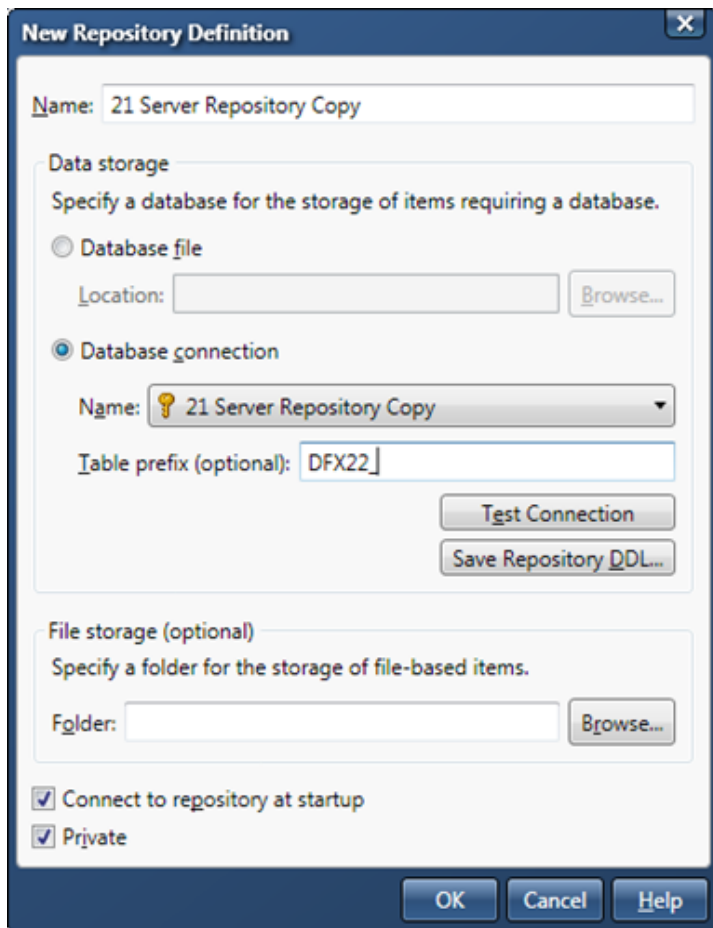 New Repository Definition
Name: 21 Server Repository Copy
Data storage
Specify a database for the storage of items requiring a database.
Database file
Location: Browse...
Database connection
Name: 21 Server Repository Copy
Table prefix (optional): DFX22_
Test Connection
Save Repository DDL...
File storage (optional)
Specify a folder for the storage of file-based items.
Folder: Browse...
Connect to repository at startup
Private
OK Cancel Help